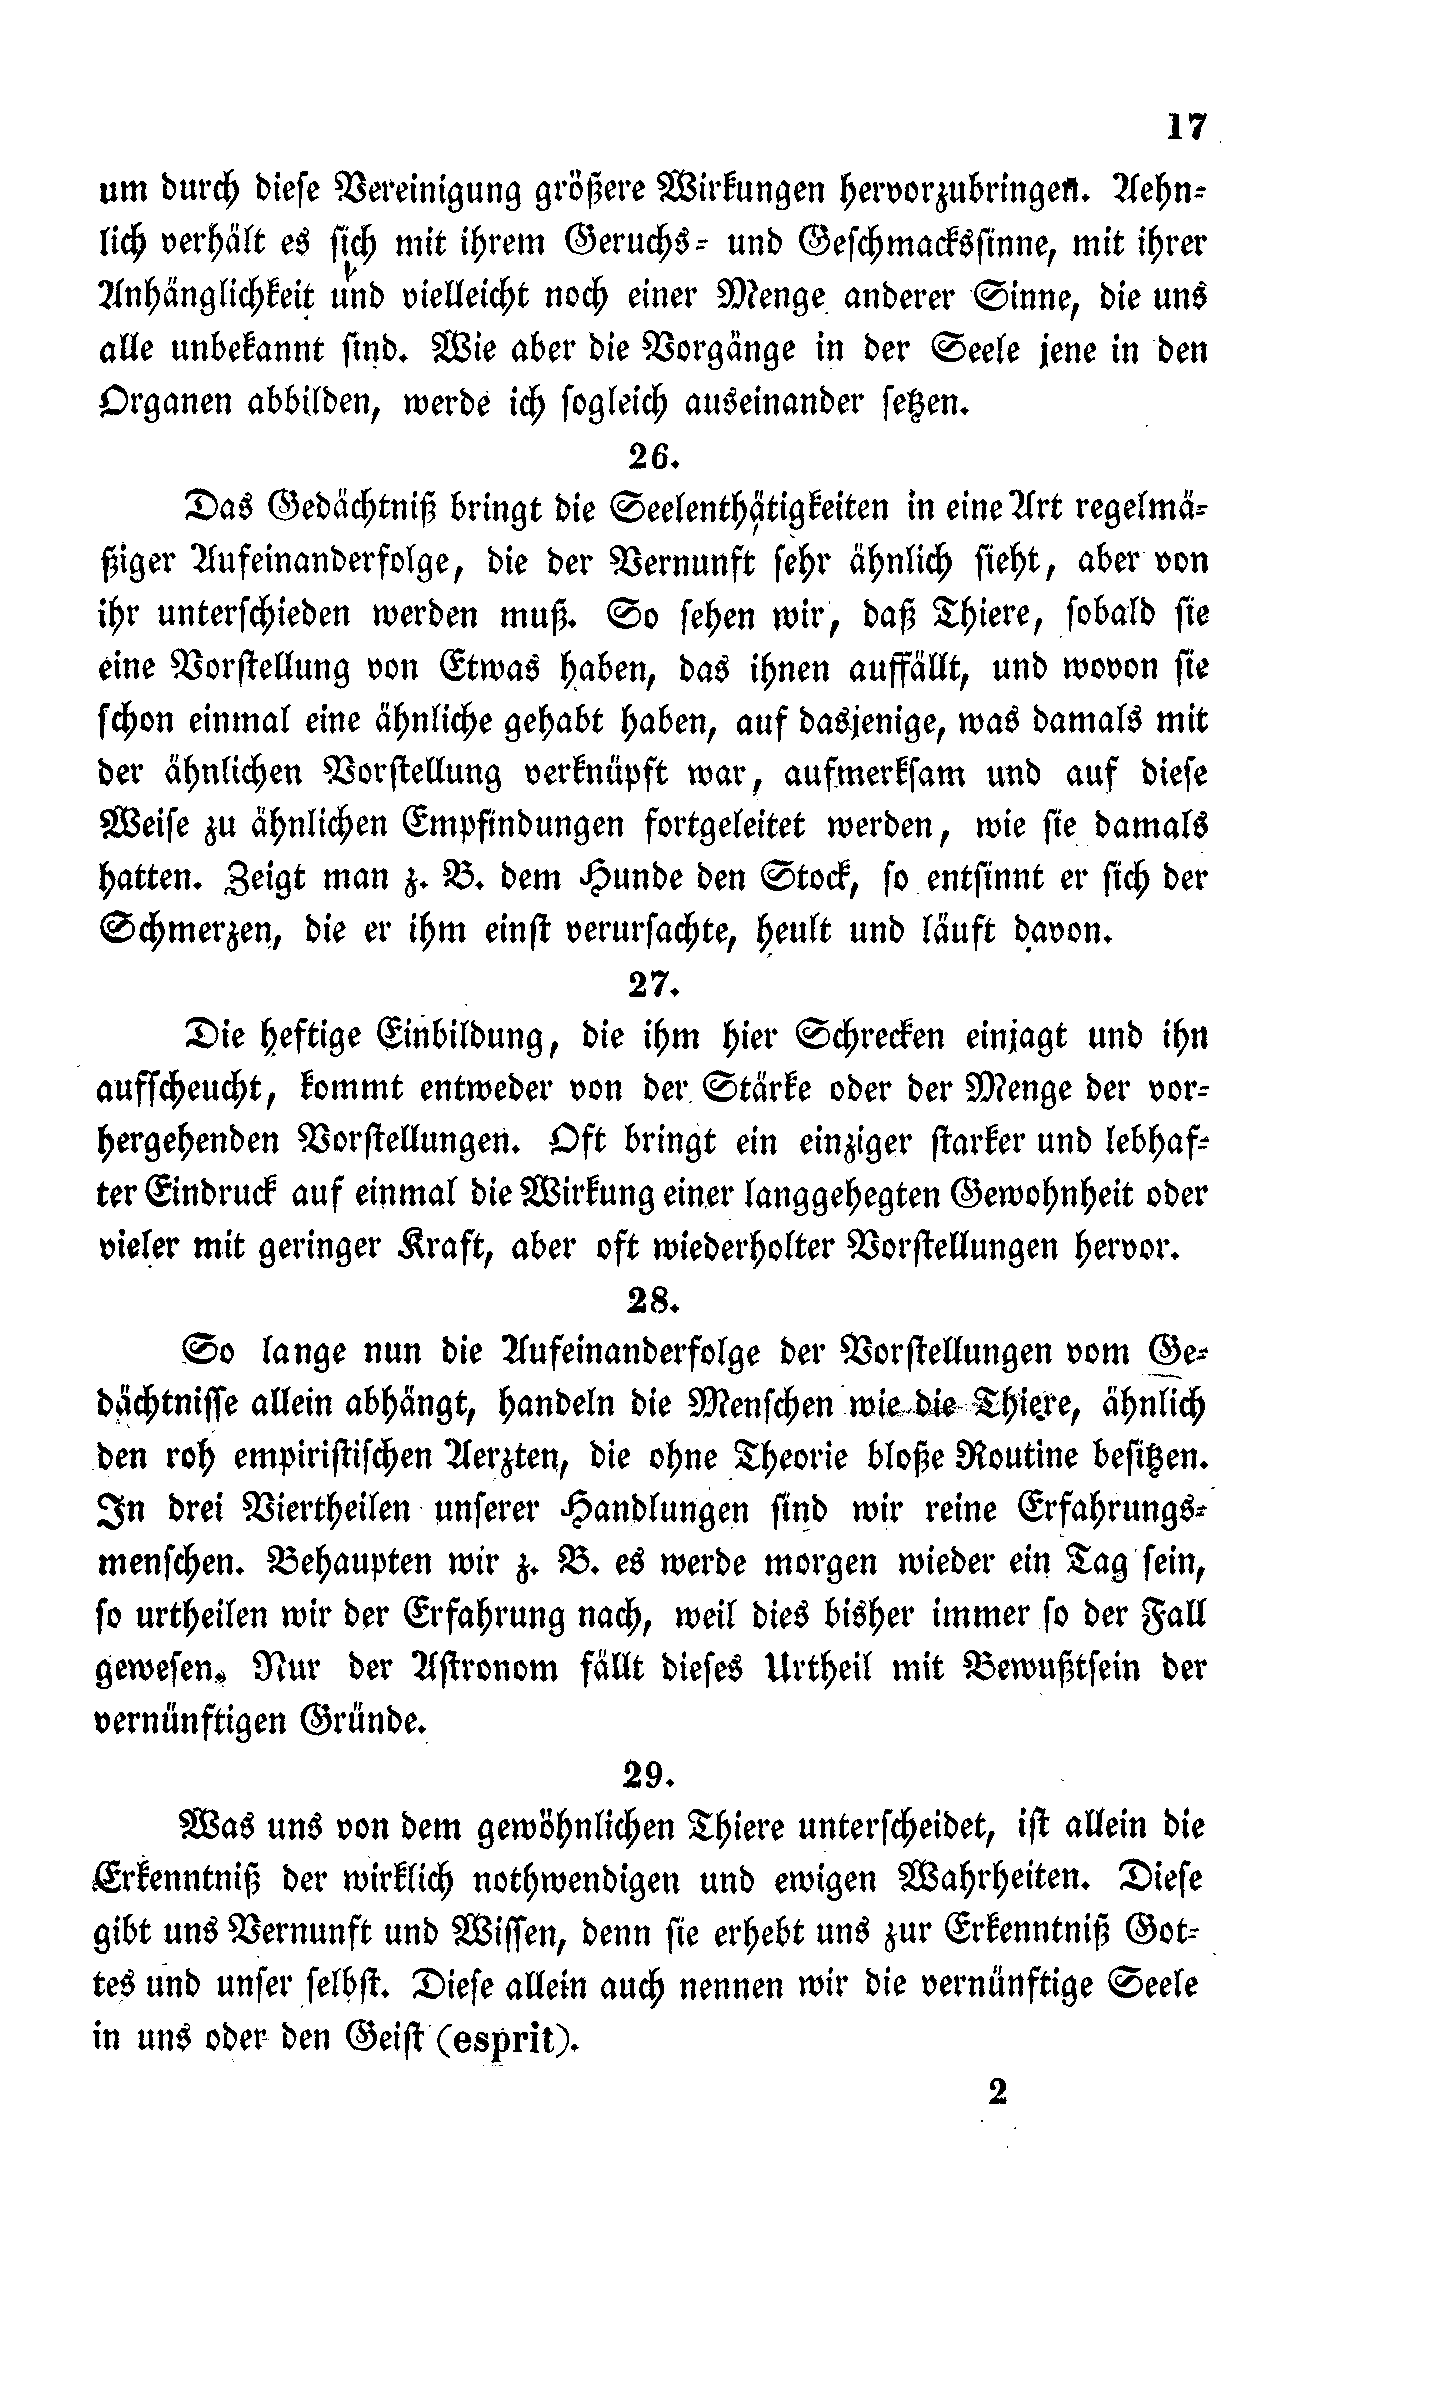 17
um durch diese Vereinigung größere Wirkungen hervorzubringen. Aehn-
lich verhält es sich mit ihrem Geruchs- und Geschmackssinne, mit ihrer
Anhänglichkeit und vielleicht noch einer Menge anderer Sinne, die uns
alle unbekannt sind. Wie aber die Vorgänge in der Seele jene in den
Organen abbilden, werde ich sogleich auseinander setzen.
26.
Das Gedächtniß bringt die Seelenthätigkeiten in eine Art regelmä-
ßiger Aufeinanderfolge, die der Vernunft sehr ähnlich sieht, aber von
ihr unterschieden werden muß. So sehen wir, daß Thiere, sobald sie
eine Vorstellung von Etwas haben, das ihnen auffällt, und wovon sie
schon einmal eine ähnliche gehabt haben, auf dasjenige, was damals mit
der ähnlichen Vorstellung verknüpft war, aufmerksam und auf diese
Weise zu ähnlichen Empfindungen fortgeleitet werden, wie sie damals
hatten. Zeigt man z. B. dem Hunde den Stock, so entsinnt er sich der
Schmerzen, die er ihm einst verursachte, heult und läuft davon.
27.
Die heftige Einbildung, die ihm hier Schrecken einjagt und ihn
aufscheucht, kommt entweder von der Stärke oder der Menge der vor-
hergehenden Vorstellungen. Oft bringt ein einziger starker und lebhaf-
ter Eindruck auf einmal die Wirkung einer langgehegten Gewohnheit oder
vieler mit geringer Kraft, aber oft wiederholter Vorstellungen hervor.
28.
So lange nun die Aufeinanderfolge der Vorstellungen vom Ge-
dächtnisse allein abhängt, handeln die Menschen wie die Thiere, ähnlich
den roh empiristischen Aerzten, die ohne Theorie bloße Routine besitzen.
In drei Viertheilen unserer Handlungen sind wir reine Erfahrungs-
menschen. Behaupten wir z. B. es werde morgen wieder ein Tag sein,
so urtheilen wir der Erfahrung nach, weil dies bisher immer so der Fall
gewesen. Nur der Astronom fällt dieses Urtheil mit Bewußtsein der
vernünftigen Gründe.
29.
Was uns von dem gewöhnlichen Thiere unterscheidet, ist allein die
Erkenntniß der wirklich nothwendigen und ewigen Wahrheiten. Diese
gibt uns Vernunft und Wissen, denn sie erhebt uns zur Erkenntniß Got-
tes und unser selbst. Diese allein auch nennen wir die vernünftige Seele
in uns oder den Geist (esprit).
2